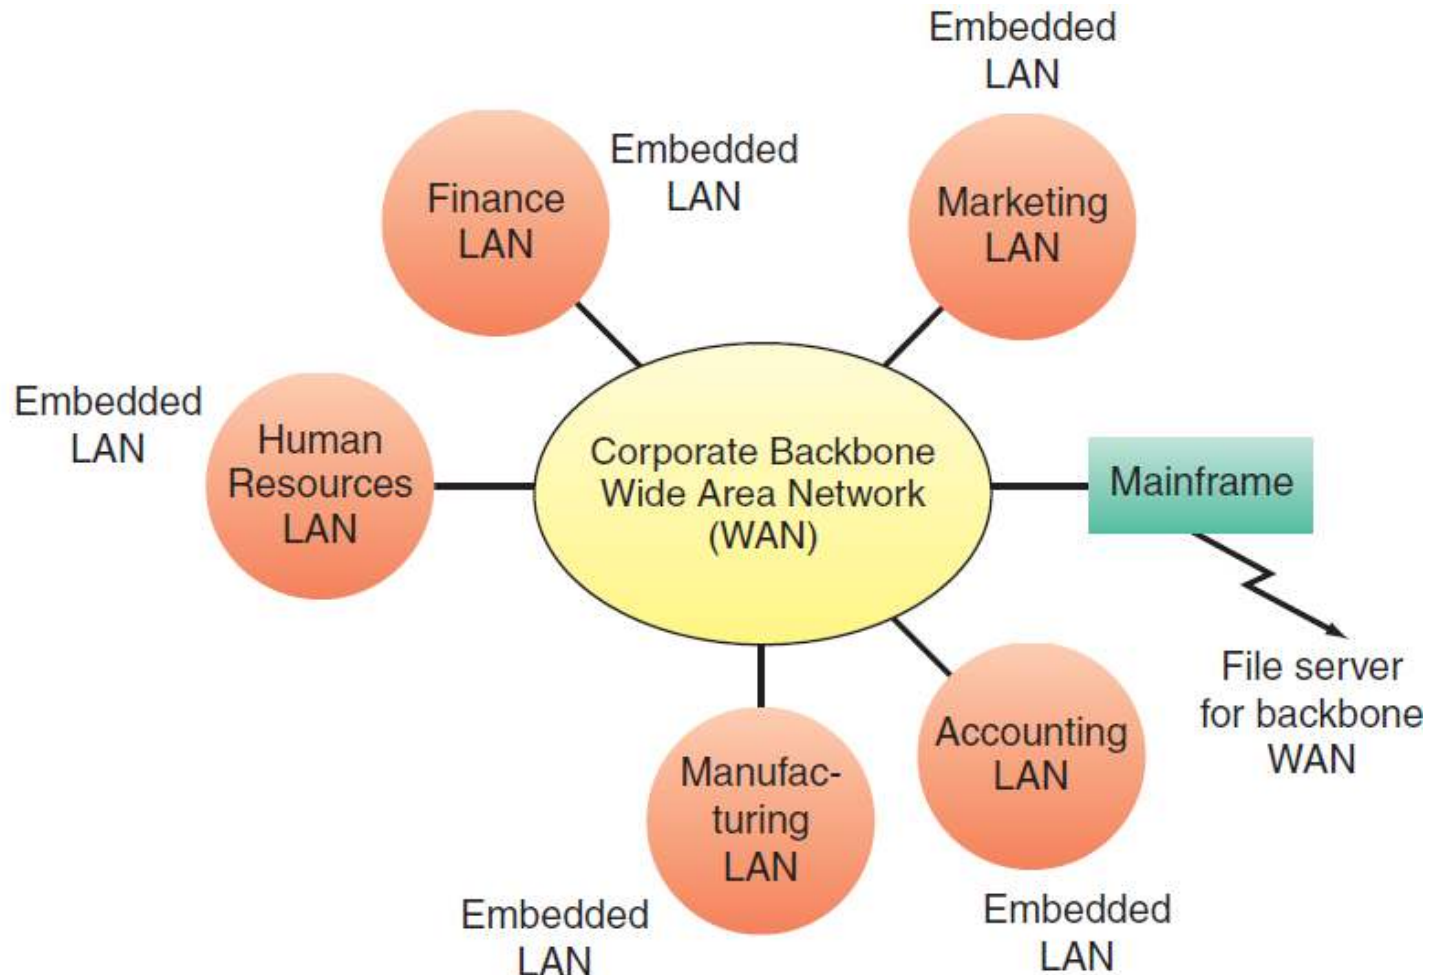 Embedded
LAN
Finance
LAN
Embedded
LAN
Marketing
LAN
Embedded
LAN
Human
Resources
LAN
Corporate Backbone
Wide Area Network
(WAN)
Mainframe
File server
for backbone
WAN
Accounting
LAN
Embedded
LAN
Manufac-
turing
LAN
Embedded
LAN